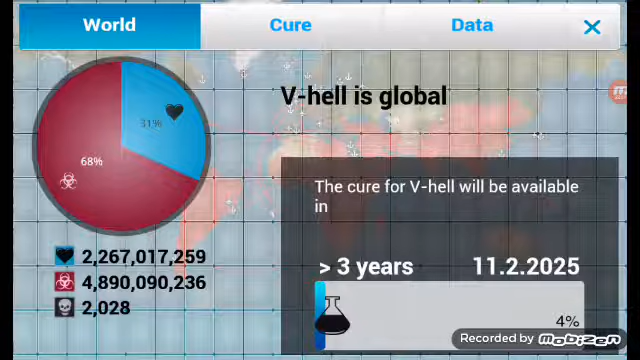 World
Cure
Data
31%
68%
V-hell is global
The cure for V-hell will be available
in
> 3 years
11.2.2025
4%
2,267,017,259
4,890,090,236
2,028
Recorded by mobizen